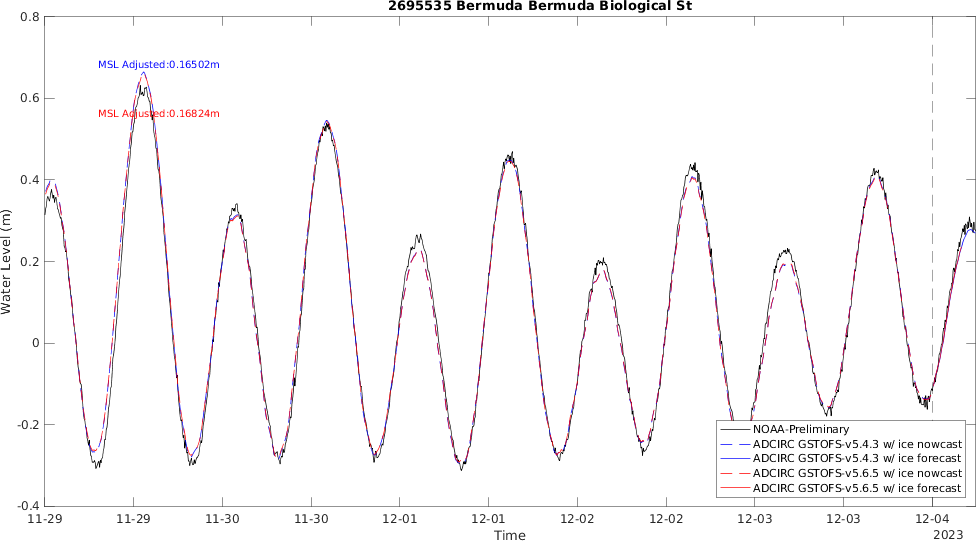 2695535 Bermuda Bermuda Biological St
0.8
0.6
0.4
0.2
0
-0.2
-0.4
Water Level (m)
MSL Adjusted:0.16502m
MSL Adjusted:0.16824m
NOAA-Preliminary
ADCIRC GSTOFS-v5.4.3 w/ ice nowcast
ADCIRC GSTOFS-v5.4.3 w/ ice forecast
ADCIRC GSTOFS-v5.6.5 w/ ice nowcast
ADCIRC GSTOFS-v5.6.5 w/ ice forecast
11-29 11-29 11-30 11-30 12-01 12-01 12-02 12-02 12-03 12-03 12-04
2023
Time